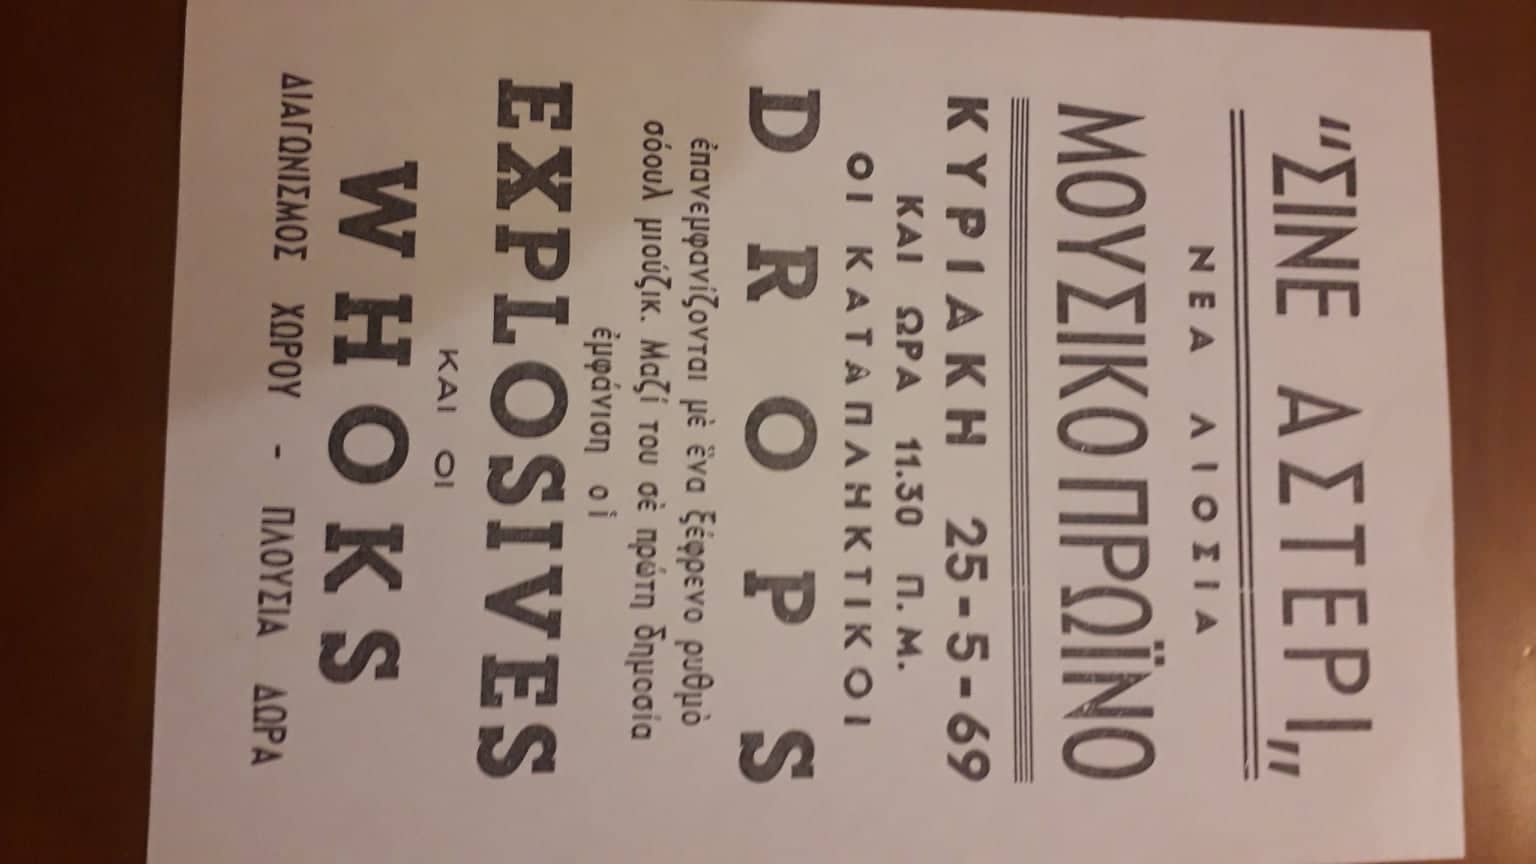 "ΣΙΝΕ ΑΣΤΕΡΙ„
ΝΕΑ ΛΙΟΣΙΑ
ΜΟΥΣΙΚΟ ΠΡΩΪΝΟ
ΚΥΡΙΑΚΗ 25-5-69
ΚΑΙ ΩΡΑ 11.30 Π.Μ.
ΟΙ ΚΑΤΑΠΛΗΚΤΙΚΟΙ
DROPS
ἐπανεμφανίζονται μὲ ἕνα ξέφρενο ρυθμὸ
σόουλ μιούζικ. Μαζί του σὲ πρώτη δημοσία
ἐμφάνιση οἱ
EXPLOSIVES
ΚΑΙ ΟΙ
WHOKS
ΔΙΑΓΩΝΙΣΜΟΣ ΧΩΡΟΥ - ΠΛΟΥΣΙΑ ΔΩΡΑ